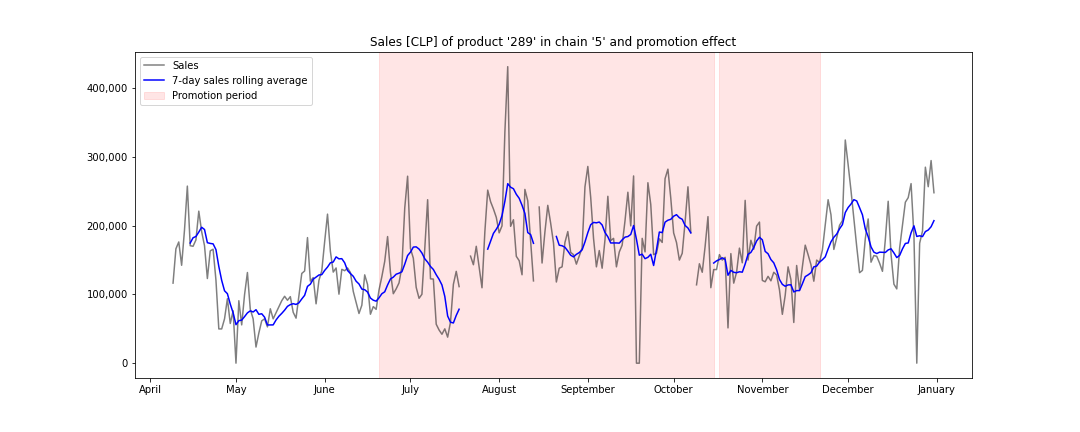 Sales [CLP] of product '289' in chain '5' and promotion effect
Sales
7-day sales rolling average
Promotion period
400,000
300,000
200,000
100,000
0
April May June July August September October November December January